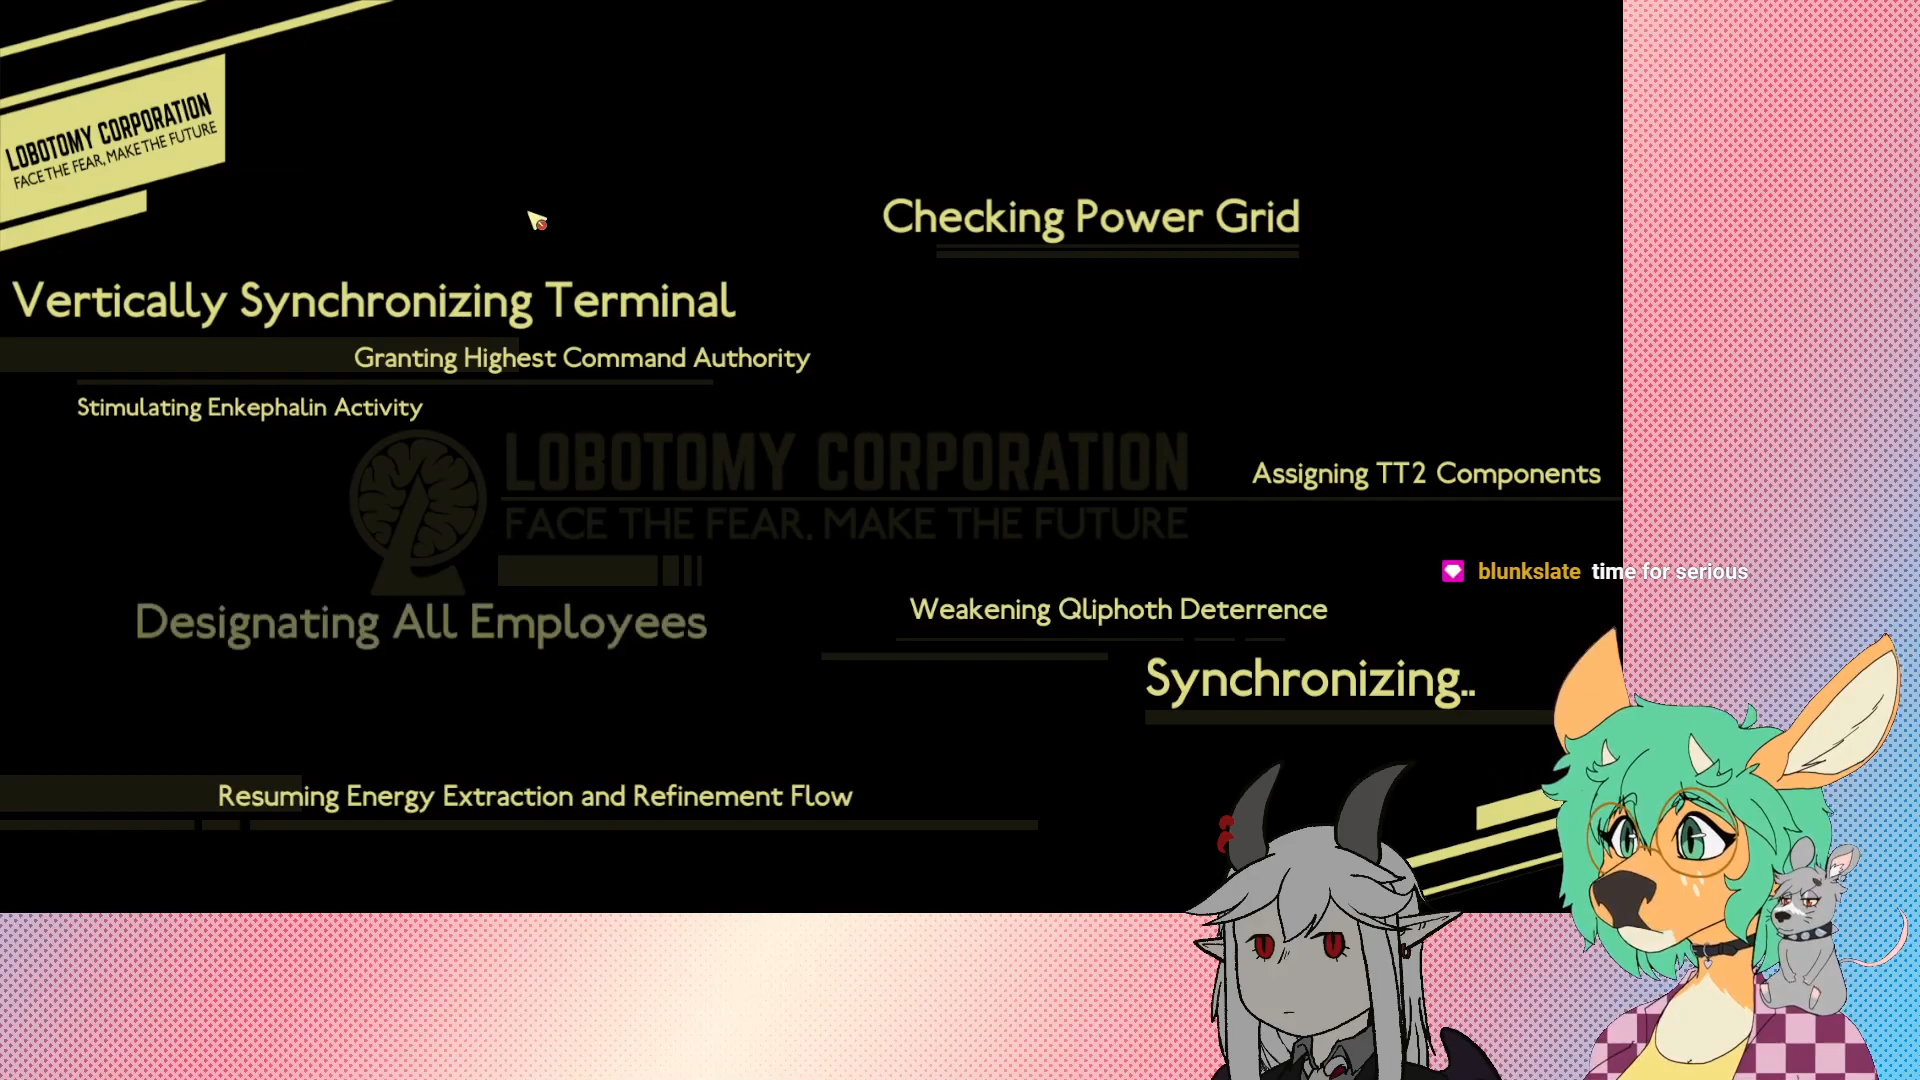 LOBOTOMY CORPORATION
FACE THE FEAR, MAKE THE FUTURE
Checking Power Grid
Vertically Synchronizing Terminal
Granting Highest Command Authority
Stimulating Enkephalin Activity
LOBOTOMY CORPORATION
FACE THE FEAR, MAKE THE FUTURE
Assigning TT2 Components
blunkslate time for serious
Designating All Employees
Weakening Qliphoth Deterrence
Synchronizing..
Resuming Energy Extraction and Refinement Flow